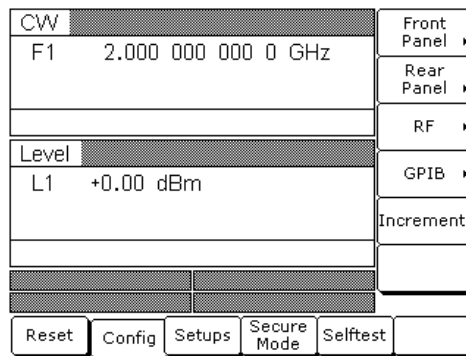 CW
F1 2.000 000 000 0 GHz
Level
L1 +0.00 dBm
Front
Panel
Rear
Panel
RF
GPIB
Increment
Reset
Config
Setups
Secure
Mode
Selftest